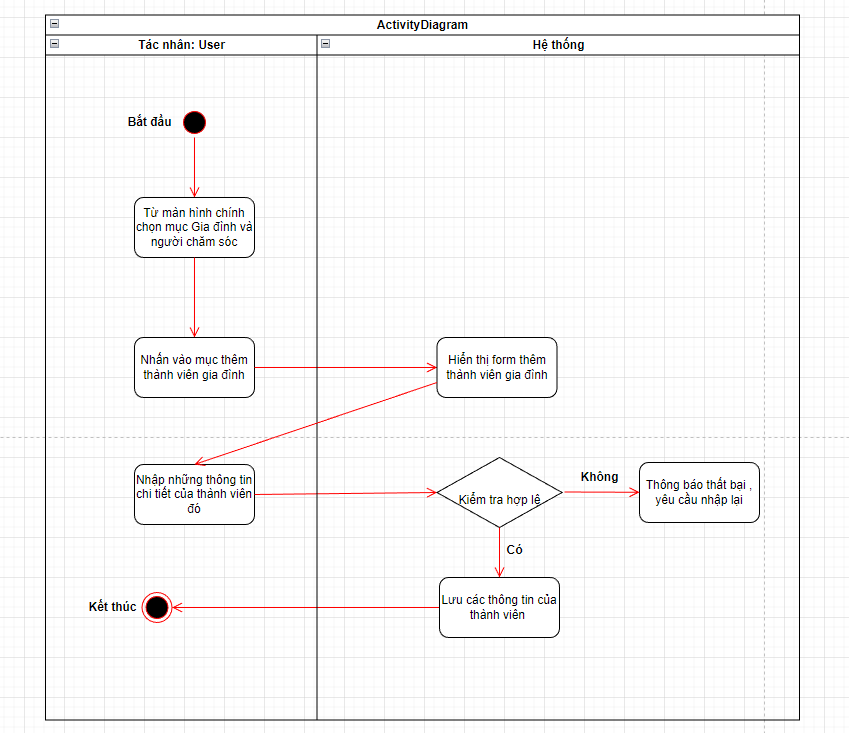 ActivityDiagram
Tác nhân: User
Hệ thống
Bắt đầu
Từ màn hình chính
chọn mục Gia đình và
người chăm sóc
Nhấn vào mục thêm
thành viên gia đình
Hiển thị form thêm
thành viên gia đình
Nhập những thông tin
chi tiết của thành viên
đó
Kiểm tra hợp lệ
Không
Thông báo thất bại ,
yêu cầu nhập lại
Có
Lưu các thông tin của
thành viên
Kết thúc